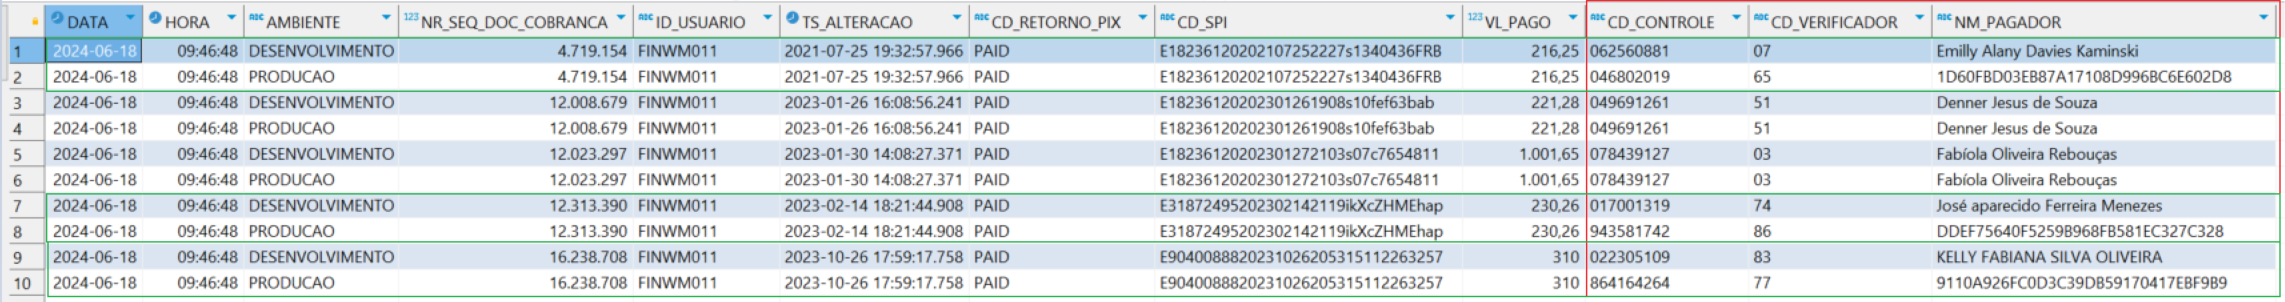 DATA HORA ABC AMBIENTE 123 NR_SEQ_DOC_COBRANCA ABC ID_USUARIO TS_ALTERACAO ABC CD_RETORNO_PIX ABC CD_SPI 123 VL_PAGO ABC CD_CONTROLE ABC CD_VERIFICADOR ABC NM_PAGADOR
1 2024-06-18 09:46:48 DESENVOLVIMENTO 4.719.154 FINWM011 2021-07-25 19:32:57.966 PAID E18236120202107252227s1340436FRB 216,25 062560881 07 Emilly Alany Davies Kaminski
2 2024-06-18 09:46:48 PRODUCAO 4.719.154 FINWM011 2021-07-25 19:32:57.966 PAID E18236120202107252227s1340436FRB 216,25 046802019 65 1D60FBD03EB87A17108D996BC6E602D8
3 2024-06-18 09:46:48 DESENVOLVIMENTO 12.008.679 FINWM011 2023-01-26 16:08:56.241 PAID E18236120202301261908s10fef63bab 221,28 049691261 51 Denner Jesus de Souza
4 2024-06-18 09:46:48 PRODUCAO 12.008.679 FINWM011 2023-01-26 16:08:56.241 PAID E18236120202301261908s10fef63bab 221,28 049691261 51 Denner Jesus de Souza
5 2024-06-18 09:46:48 DESENVOLVIMENTO 12.023.297 FINWM011 2023-01-30 14:08:27.371 PAID E18236120202301272103s07c7654811 1.001,65 078439127 03 Fabíola Oliveira Rebouças
6 2024-06-18 09:46:48 PRODUCAO 12.023.297 FINWM011 2023-01-30 14:08:27.371 PAID E18236120202301272103s07c7654811 1.001,65 078439127 03 Fabíola Oliveira Rebouças
7 2024-06-18 09:46:48 DESENVOLVIMENTO 12.313.390 FINWM011 2023-02-14 18:21:44.908 PAID E31872495202302142119ikXcZHMEhap 230,26 017001319 74 José aparecido Ferreira Menezes
8 2024-06-18 09:46:48 PRODUCAO 12.313.390 FINWM011 2023-02-14 18:21:44.908 PAID E31872495202302142119ikXcZHMEhap 230,26 943581742 86 DDEF75640F5259B968FB581EC327C328
9 2024-06-18 09:46:48 DESENVOLVIMENTO 16.238.708 FINWM011 2023-10-26 17:59:17.758 PAID E9040088820231026205315112263257 310 022305109 83 KELLY FABIANA SILVA OLIVEIRA
10 2024-06-18 09:46:48 PRODUCAO 16.238.708 FINWM011 2023-10-26 17:59:17.758 PAID E9040088820231026205315112263257 310 864164264 77 9110A926FC0D3C39DB59170417EBF9B9